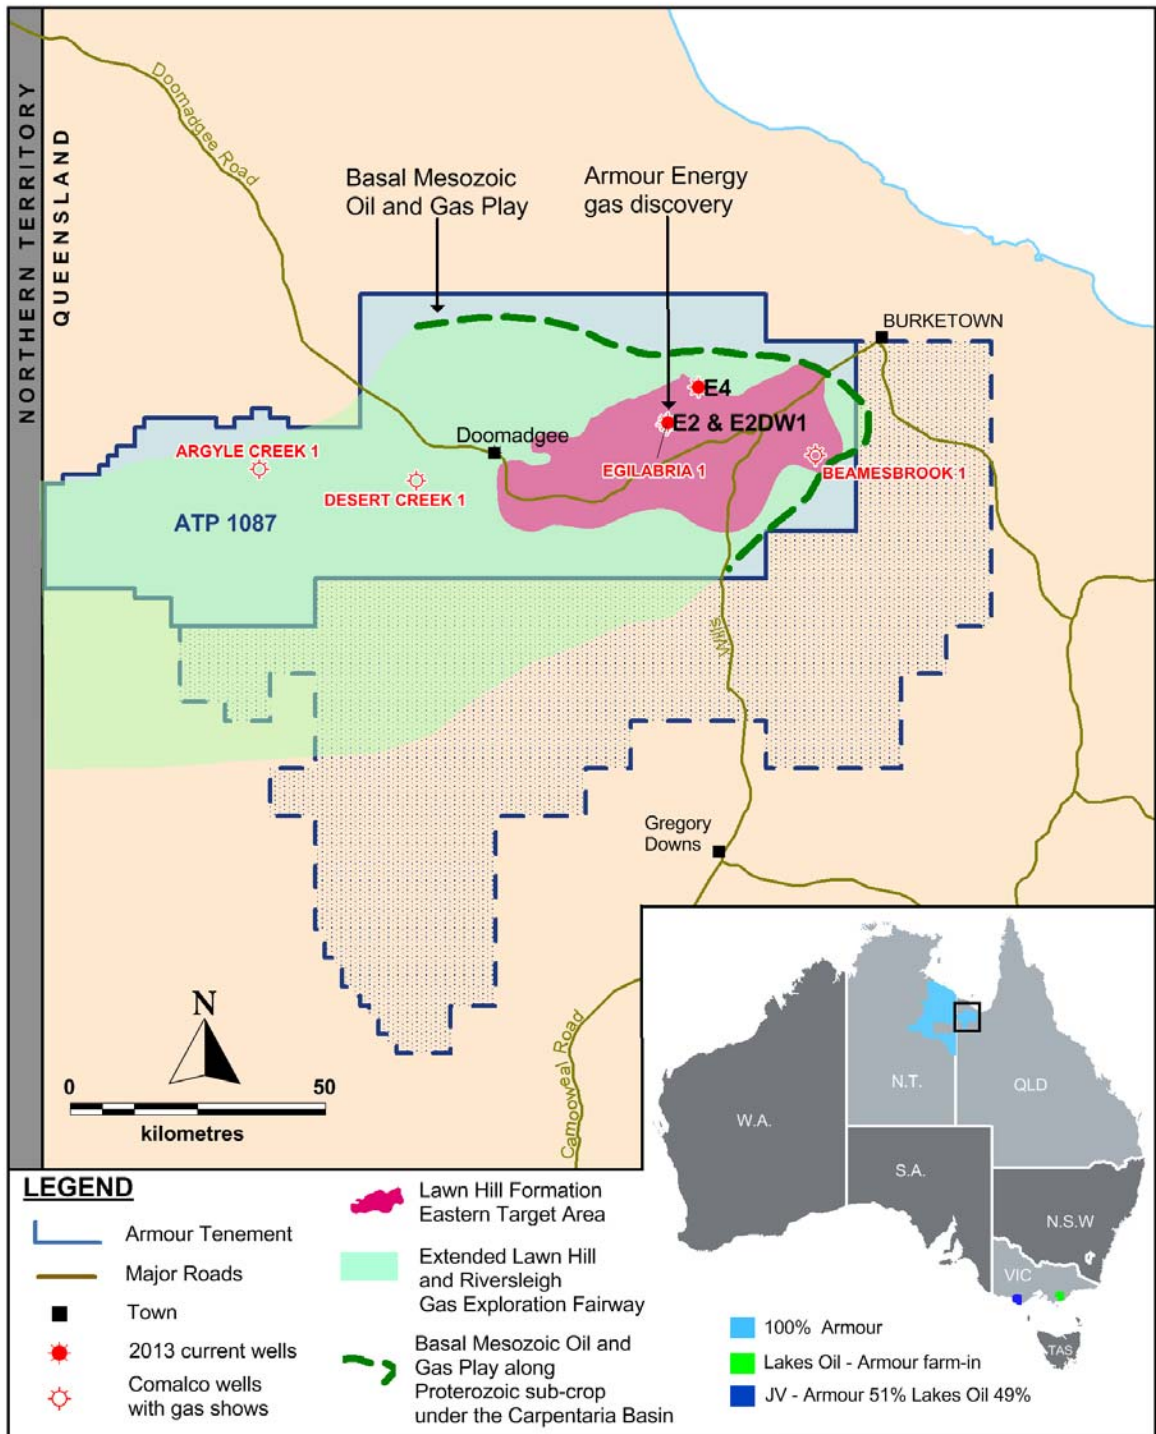 NORTHERN TERRITORY
QUEENSLAND
Doomadgee Road
Basal Mesozoic
Oil and Gas Play
Armour Energy
gas discovery
BURKETOWN
E4
E2 & E2DW1
Doomadgee
ARGYLE CREEK 1
DESERT CREEK 1
EGILABRIA 1
BEAMESBROOK 1
ATP 1087
Wills
Gregory
Downs
Camooweal Road
N
0
50
kilometres
W.A.
N.T.
QLD
S.A.
N.S.W
VIC
TAS
100% Armour
Lakes Oil - Armour farm-in
JV - Armour 51% Lakes Oil 49%
LEGEND
Armour Tenement
Major Roads
Town
2013 current wells
Comalco wells
with gas shows
Lawn Hill Formation
Eastern Target Area
Extended Lawn Hill
and Riversleigh
Gas Exploration Fairway
Basal Mesozoic Oil and
Gas Play along
Proterozoic sub-crop
under the Carpentaria Basin